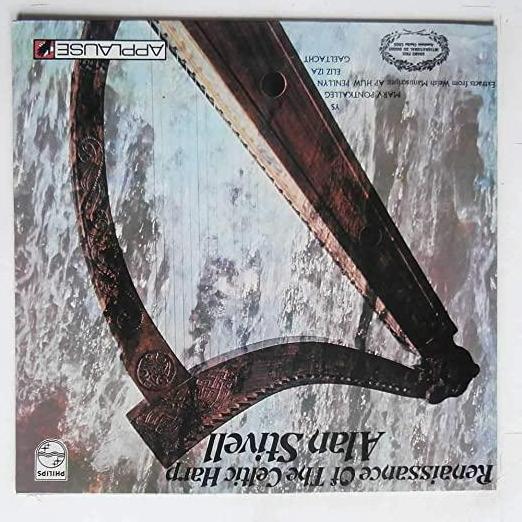 Renaissance Of The Celtic Harp
Alan Stivell
PHILIPS
YS
MARV PONTKALLEG
Extracts from Welsh Manuscripts: AP HUW PENLLYN
ELIZ IZA
GAELTACHT
APPLAUSE